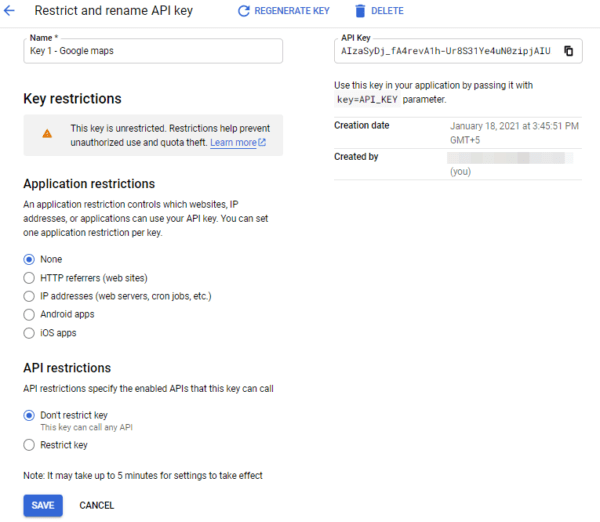 Restrict and rename API key
REGENERATE KEY
DELETE
Name *
Key 1 - Google maps
Key restrictions
This key is unrestricted. Restrictions help prevent
unauthorized use and quota theft. Learn more
Application restrictions
An application restriction controls which websites, IP
addresses, or applications can use your API key. You can set
one application restriction per key.
None
HTTP referrers (web sites)
IP addresses (web servers, cron jobs, etc.)
Android apps
iOS apps
API restrictions
API restrictions specify the enabled APIs that this key can call
Don't restrict key
This key can call any API
Restrict key
Note: It may take up to 5 minutes for settings to take effect
SAVE
CANCEL
API Key
AIzaSyDj_fA4revA1h-Ur8S31Ye4uN0zipjAIU
Use this key in your application by passing it with
key=API_KEY parameter.
Creation date
January 18, 2021 at 3:45:51 PM
GMT+5
Created by
(you)